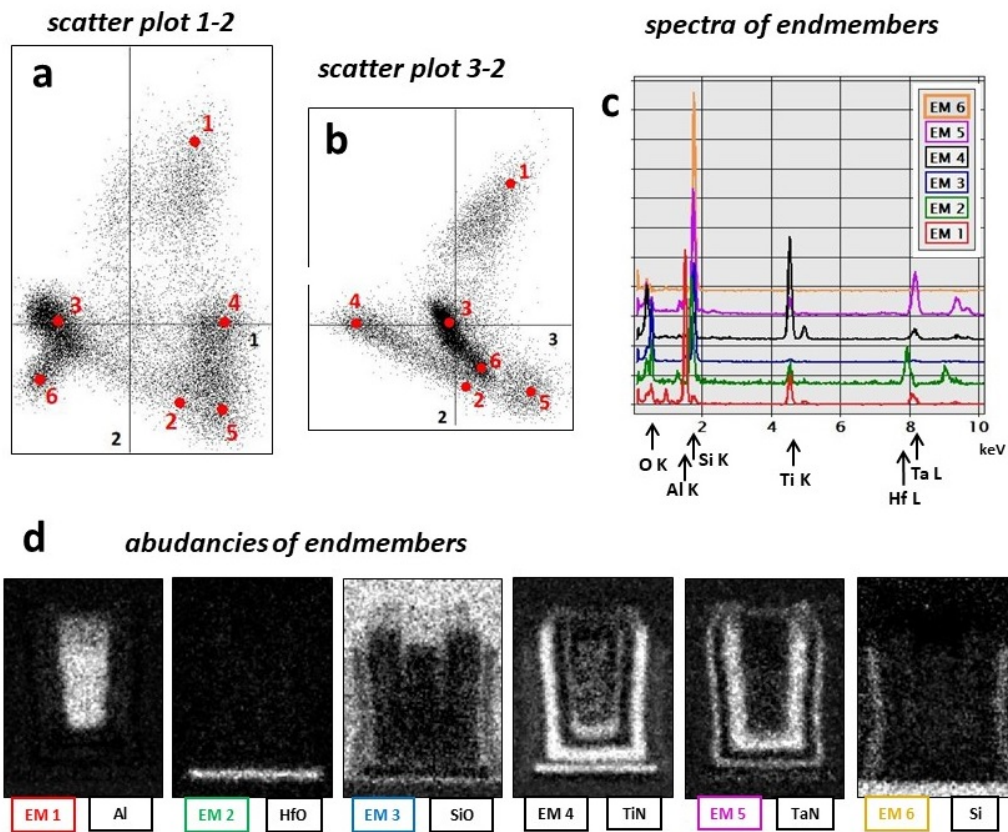 scatter plot 1-2
scatter plot 3-2
spectra of endmembers
a
1
3
4
1
6
2
5
2
b
1
4
3
3
6
2
5
2
c
EM 6
EM 5
EM 4
EM 3
EM 2
EM 1
2
4
6
8
10
keV
O K
Al K
Si K
Ti K
Hf L
Ta L
d
abudancies of endmembers
EM 1 Al EM 2 HfO EM 3 SiO EM 4 TiN EM 5 TaN EM 6 Si